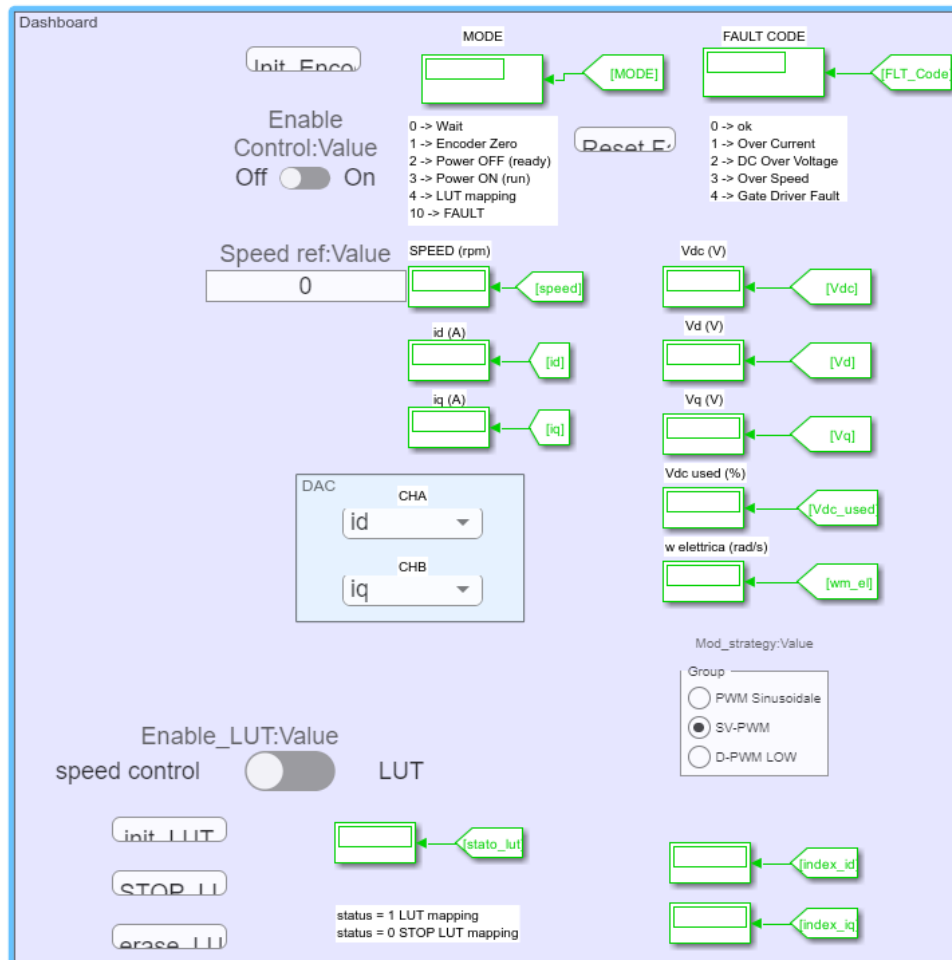 Dashboard
MODE
FAULT CODE
[MODE]
[FLT_Code]
Enable
Control:Value
Off On
0 -> Wait
1 -> Encoder Zero
2 -> Power OFF (ready)
3 -> Power ON (run)
4 -> LUT mapping
10 -> FAULT
0 -> ok
1 -> Over Current
2 -> DC Over Voltage
3 -> Over Speed
4 -> Gate Driver Fault
Speed ref:Value
0
SPEED (rpm)
[speed]
Vdc (V)
[Vdc]
id (A)
[id]
Vd (V)
[Vd]
iq (A)
[iq]
Vq (V)
[Vq]
DAC
CHA
id
CHB
iq
Vdc used (%)
[Vdc_used]
w elettrica (rad/s)
[wm_el]
Mod_strategy:Value
Group
PWM Sinusoidale
SV-PWM
D-PWM LOW
Enable_LUT:Value
speed control LUT
init LUT
[stato_lut]
[index_id]
status = 1 LUT mapping
status = 0 STOP LUT mapping
[index_iq]